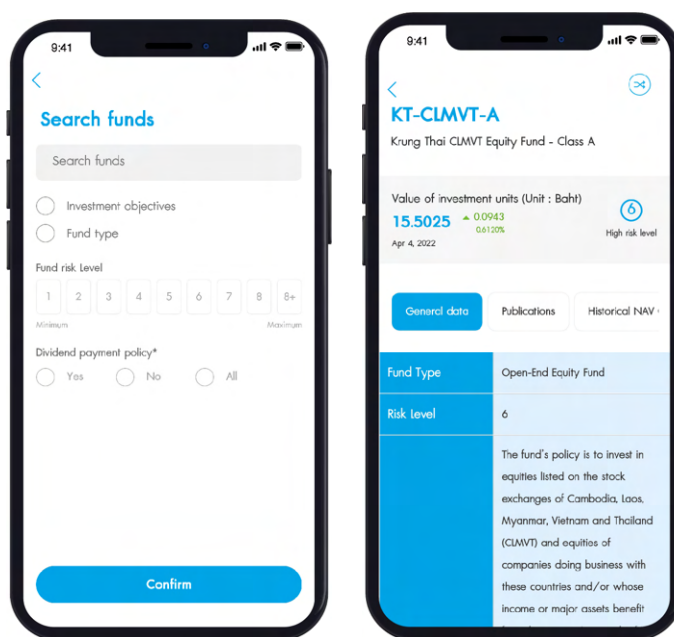 9:41
Search funds
Search funds
Investment objectives
Fund type
Fund risk Level
1 2 3 4 5 6 7 8 8+
Minimum Maximum
Dividend payment policy*
Yes No All
Confirm
9:41
KT-CLMVT-A
Krung Thai CLMVT Equity Fund - Class A
Value of investment units (Unit : Baht)
15.5025 ▲ 0.0943
0.6120%
Apr 4, 2022
6
High risk level
General data Publications Historical NAV
Fund Type Open-End Equity Fund
Risk Level 6
The fund's policy is to invest in
equities listed on the stock
exchanges of Cambodia, Laos,
Myanmar, Vietnam and Thailand
(CLMVT) and equities of
companies doing business with
these countries and/or whose
income or major assets benefit